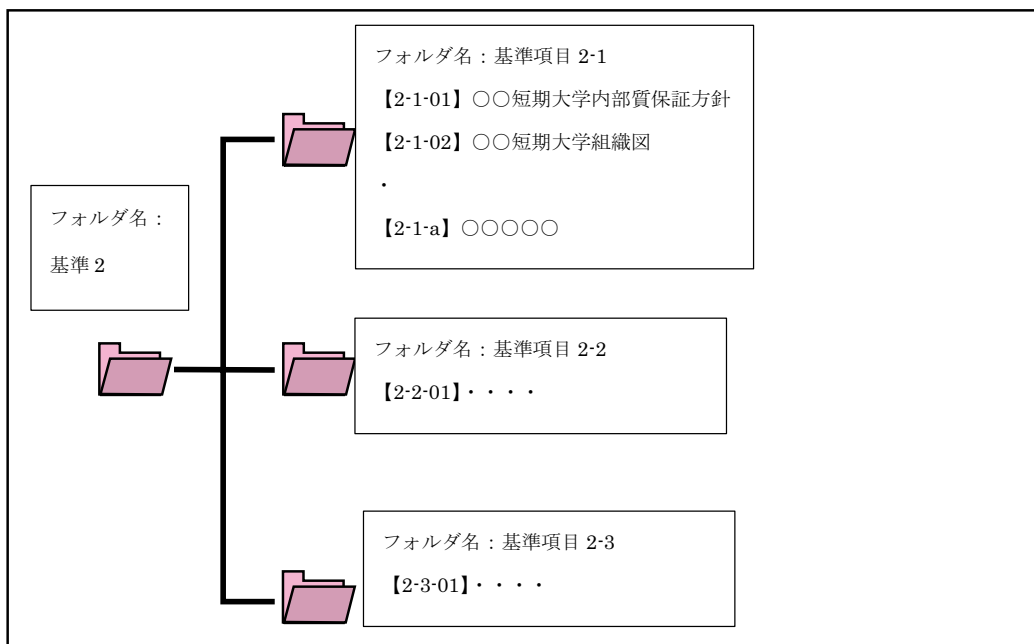 フォルダ名：基準項目 2-1
【2-1-01】○○短期大学内部質保証方針
【2-1-02】○○短期大学組織図
・
【2-1-a】○○○○○
フォルダ名：
基準 2
フォルダ名：基準項目 2-2
【2-2-01】・・・・
フォルダ名：基準項目 2-3
【2-3-01】・・・・